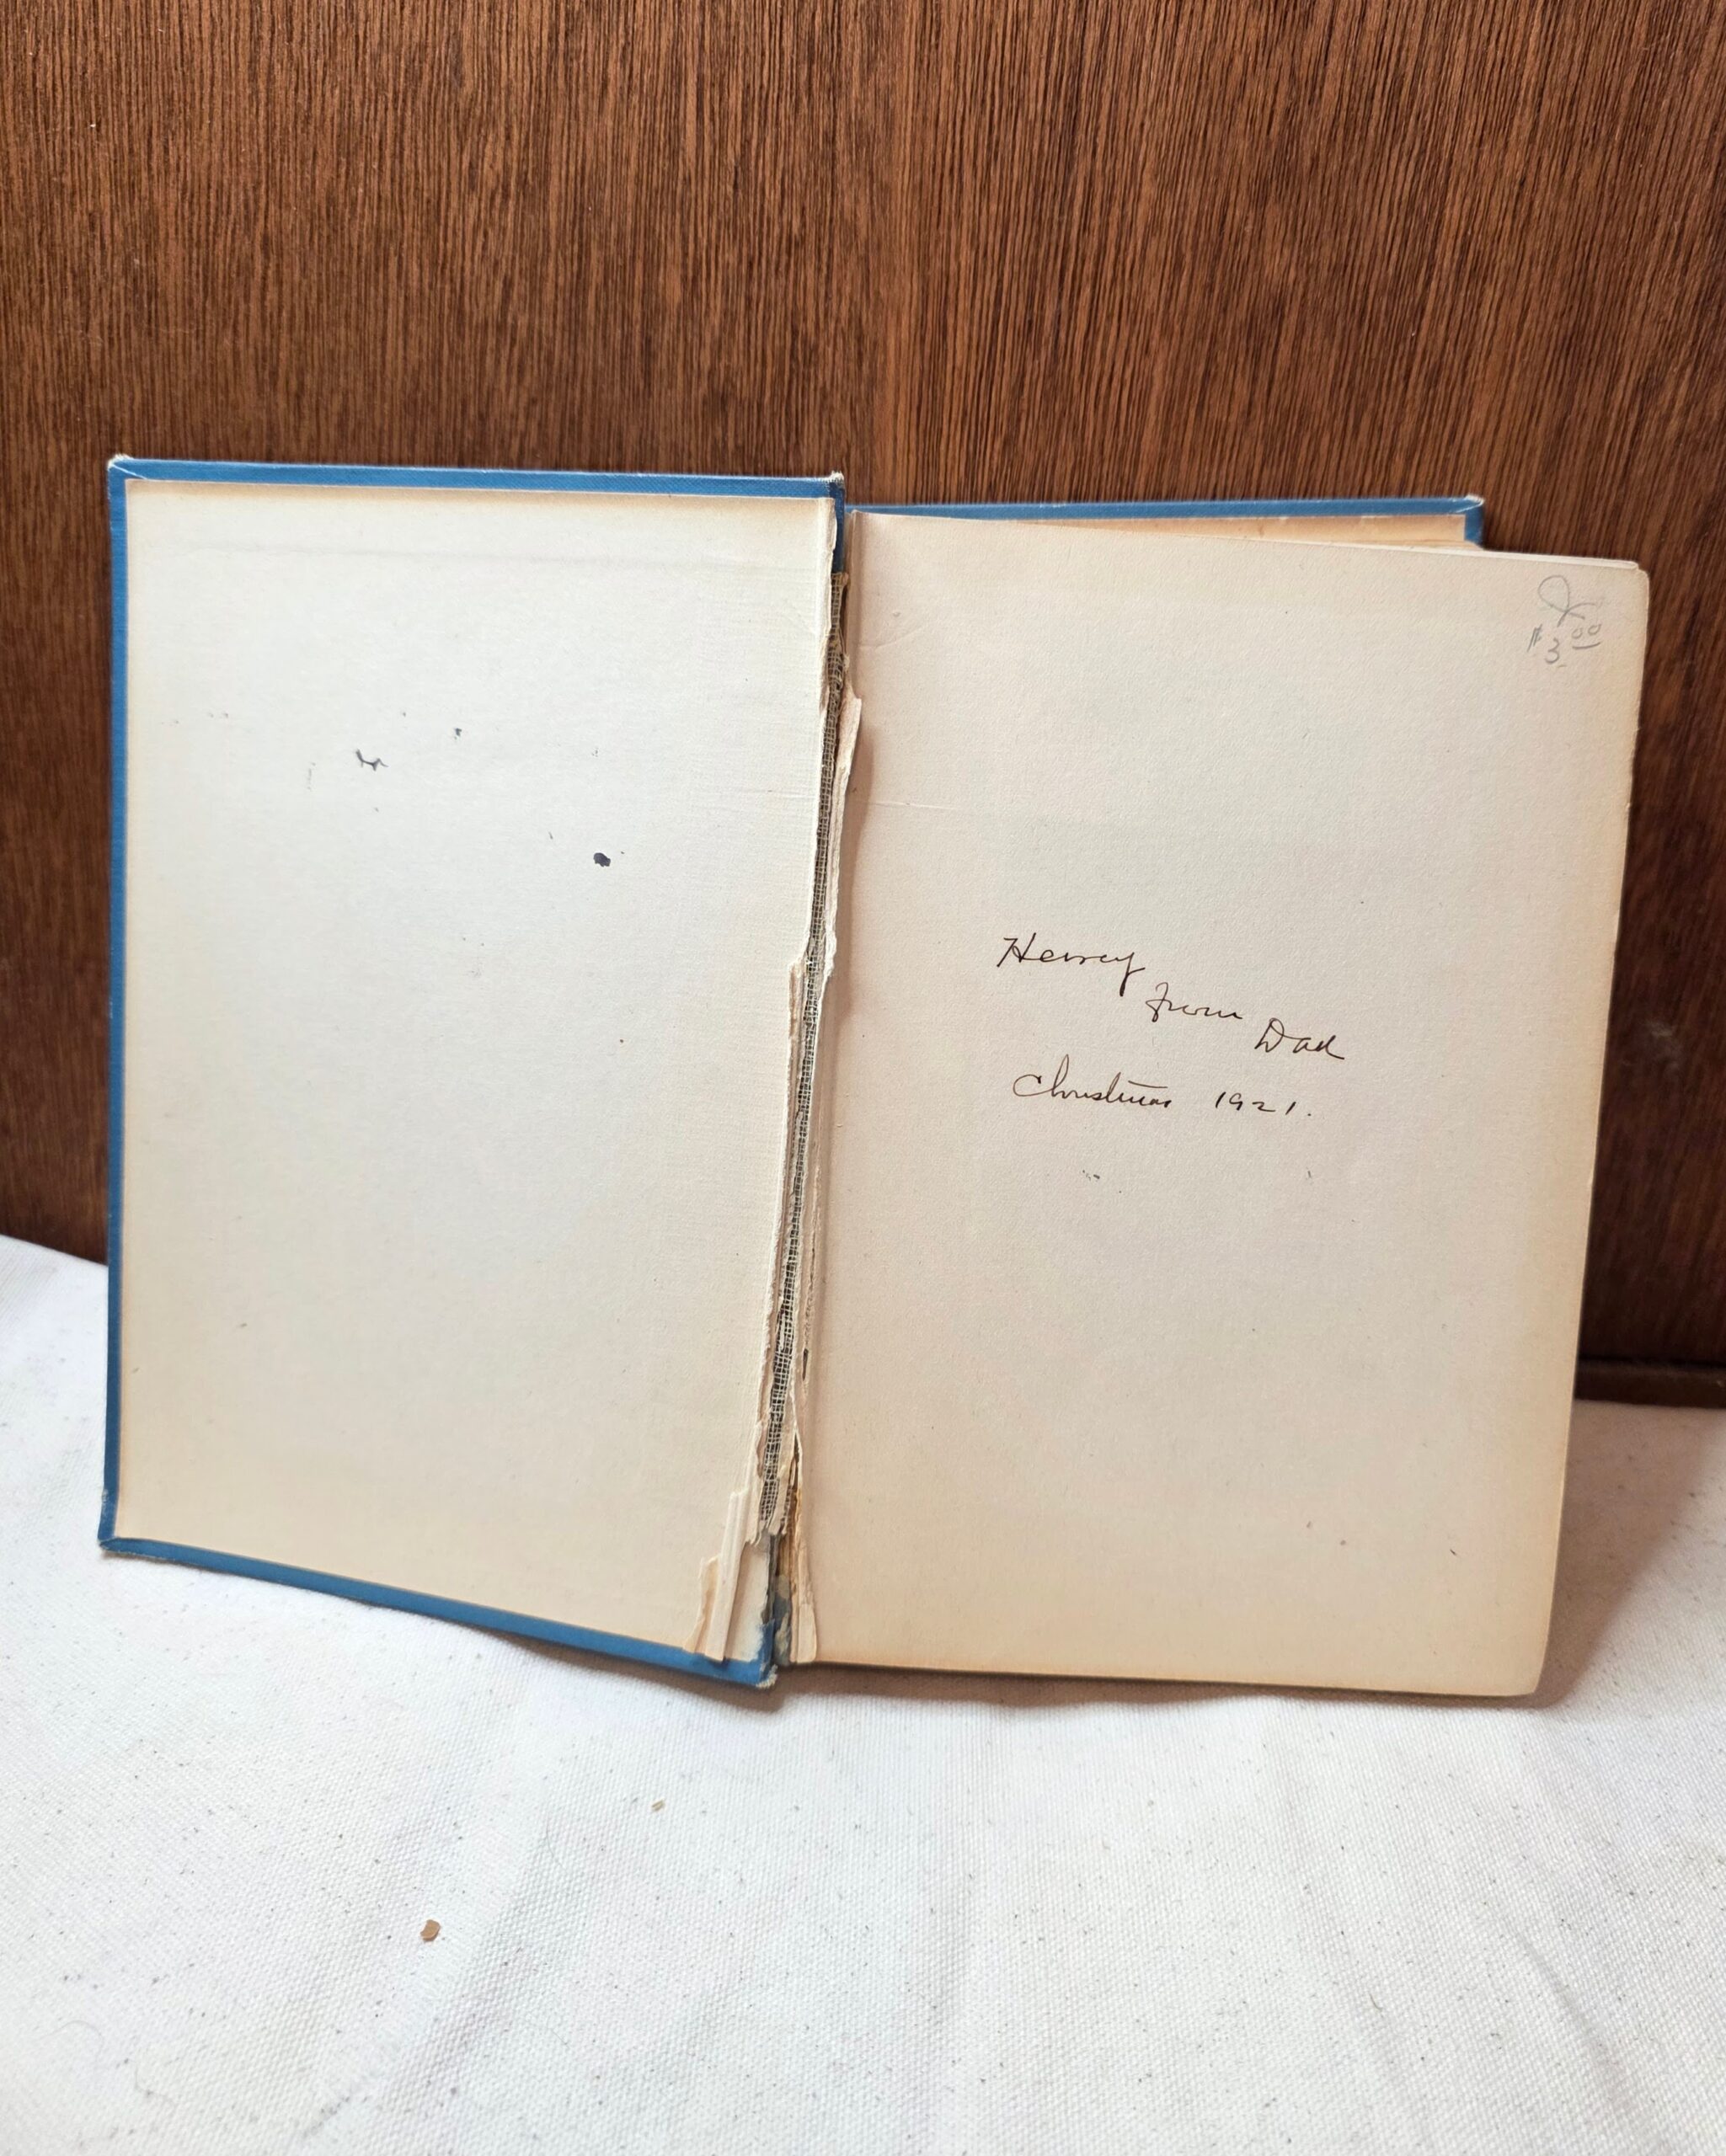 $3.00
Henry
from
Dad
Christmas 1921.